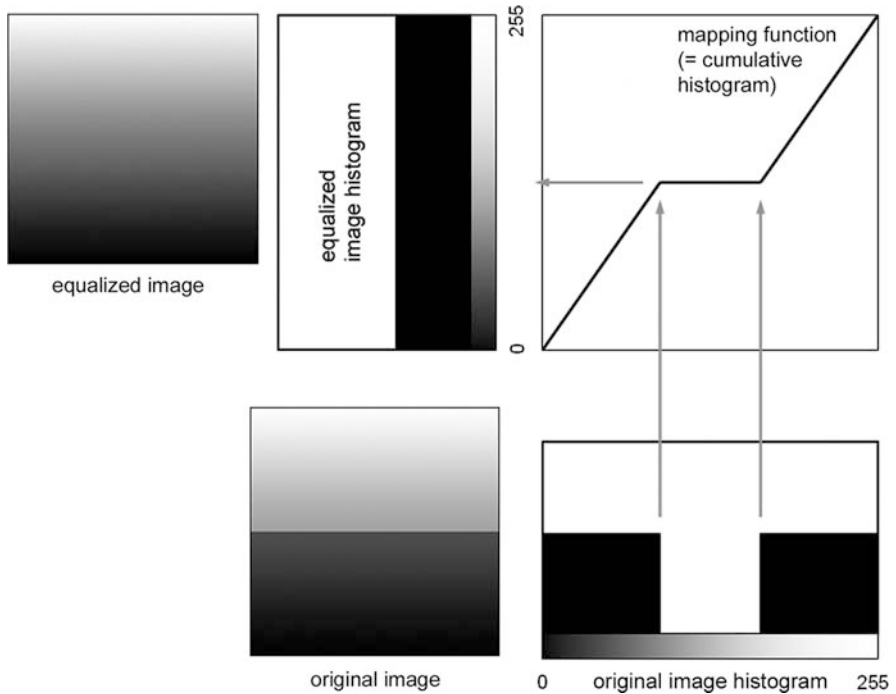 255
mapping function
(= cumulative
histogram)
equalized
image histogram
equalized image
0
original image
0 original image histogram 255